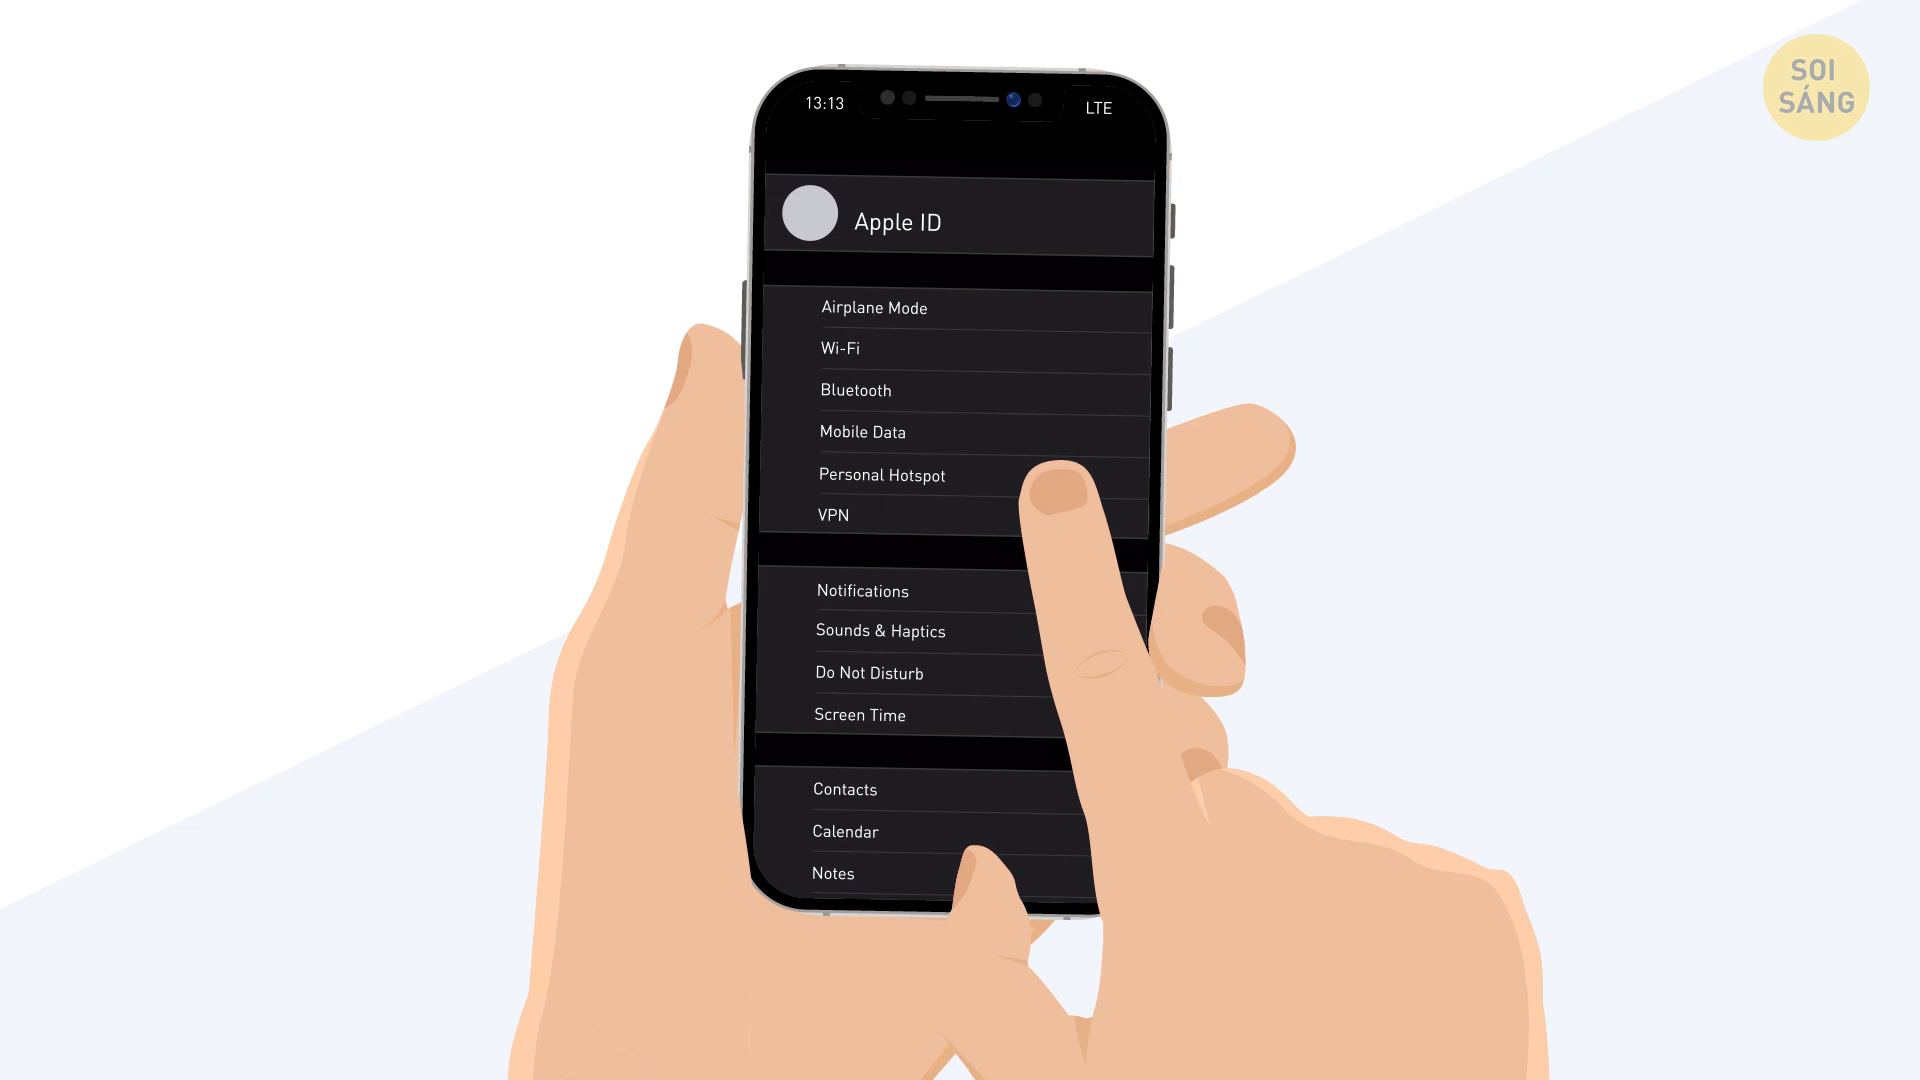 13:13
LTE
SOI
SÁNG
Apple ID
Airplane Mode
Wi-Fi
Bluetooth
Mobile Data
Personal Hotspot
VPN
Notifications
Sounds & Haptics
Do Not Disturb
Screen Time
Contacts
Calendar
Notes